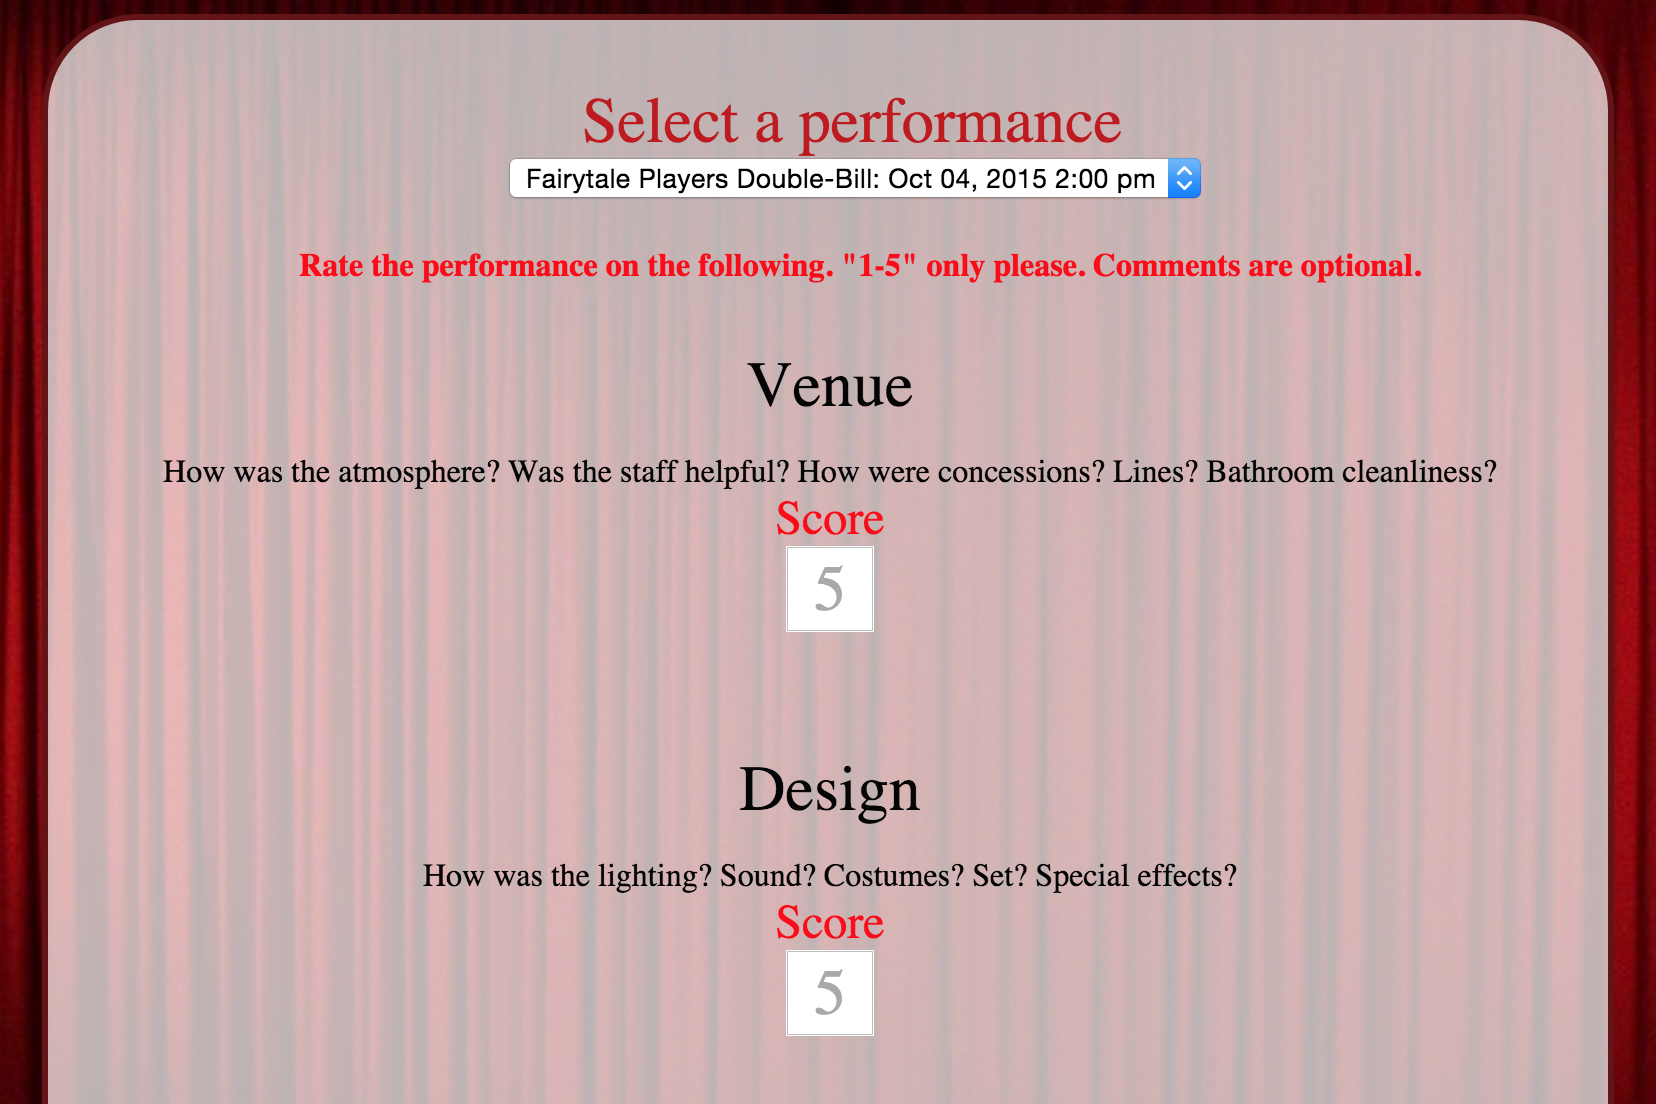 Select a performance
Fairytale Players Double-Bill: Oct 04, 2015 2:00 pm
Rate the performance on the following. "1-5" only please. Comments are optional.
Venue
How was the atmosphere? Was the staff helpful? How were concessions? Lines? Bathroom cleanliness?
Score
5
Design
How was the lighting? Sound? Costumes? Set? Special effects?
Score
5